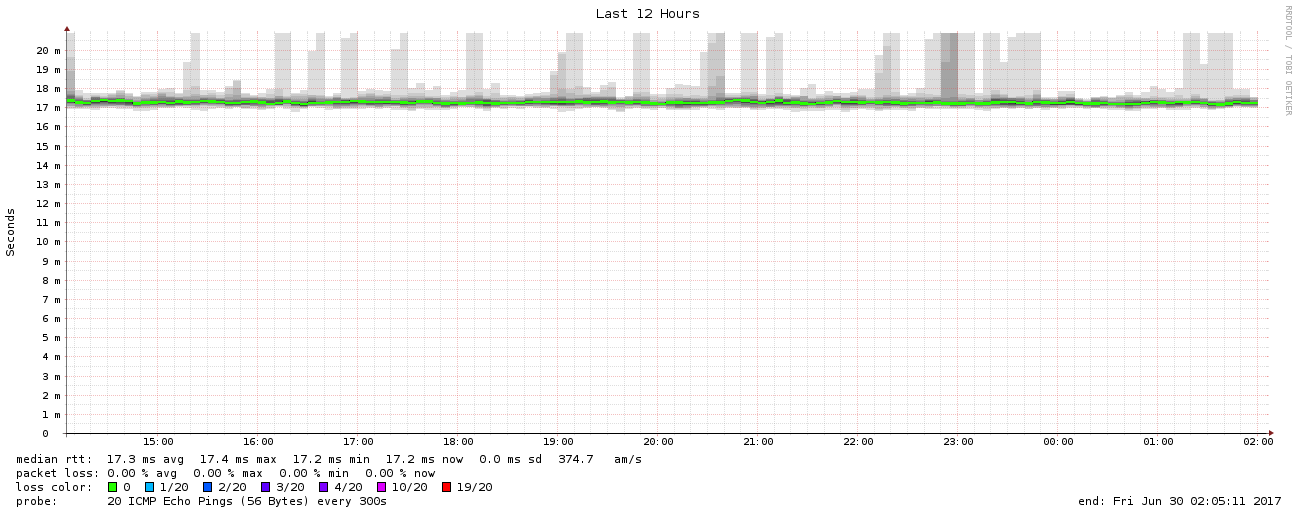 Last 12 Hours
RRDTOOL / TOBI OETIKER
Seconds
20 m
19 m
18 m
17 m
16 m
15 m
14 m
13 m
12 m
11 m
10 m
9 m
8 m
7 m
6 m
5 m
4 m
3 m
2 m
1 m
0
15:00 16:00 17:00 18:00 19:00 20:00 21:00 22:00 23:00 00:00 01:00 02:00
median rtt: 17.3 ms avg 17.4 ms max 17.2 ms min 17.2 ms now 0.0 ms sd 374.7 am/s
packet loss: 0.00 % avg 0.00 % max 0.00 % min 0.00 % now
loss color: 0 1/20 2/20 3/20 4/20 10/20 19/20
probe: 20 ICMP Echo Pings (56 Bytes) every 300s end: Fri Jun 30 02:05:11 2017